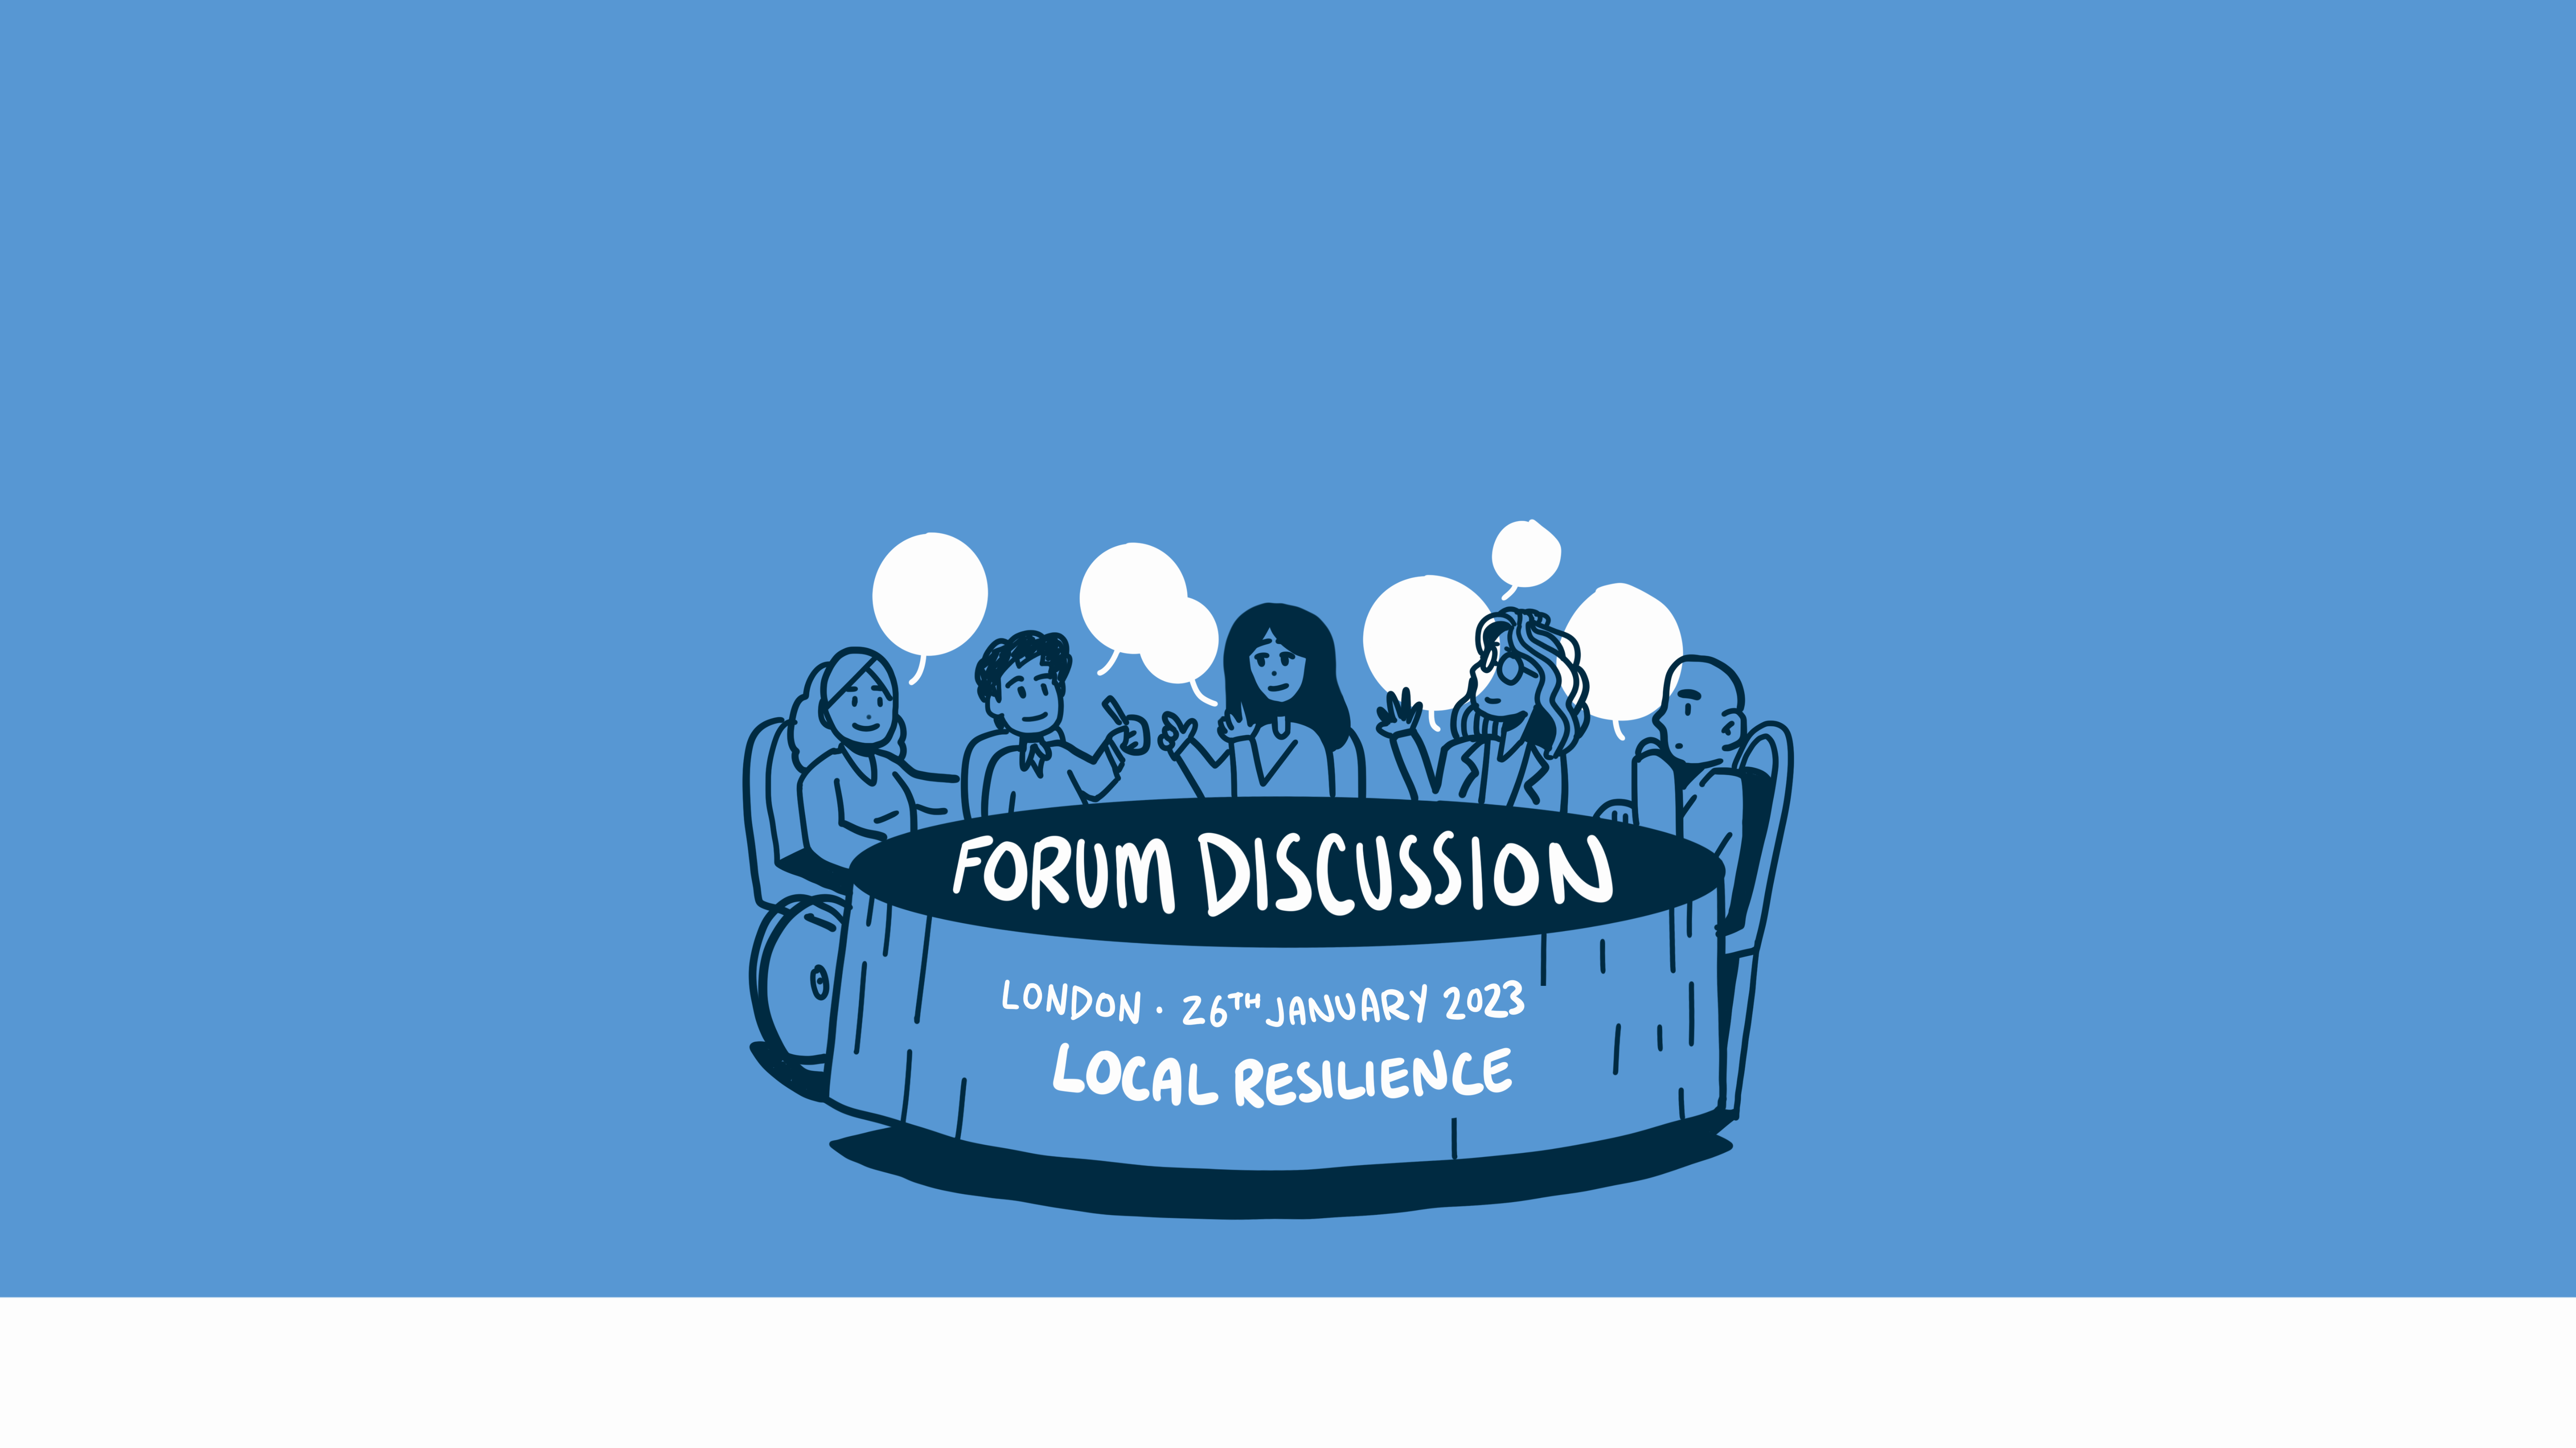 FORUM DISCUSSION
LONDON · 26TH JANUARY 2023
LOCAL RESILIENCE